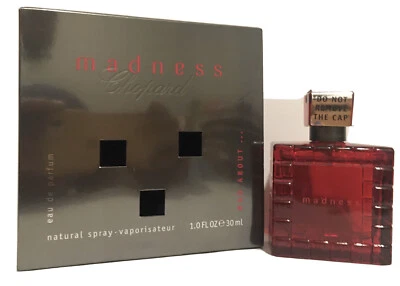 madness
Chopard
eau de parfum
natural spray-vaporisateur
1.0 FL OZ ℮ 30 ml
ABOUT ...
DO NOT
REMOVE
THE CAP
madness